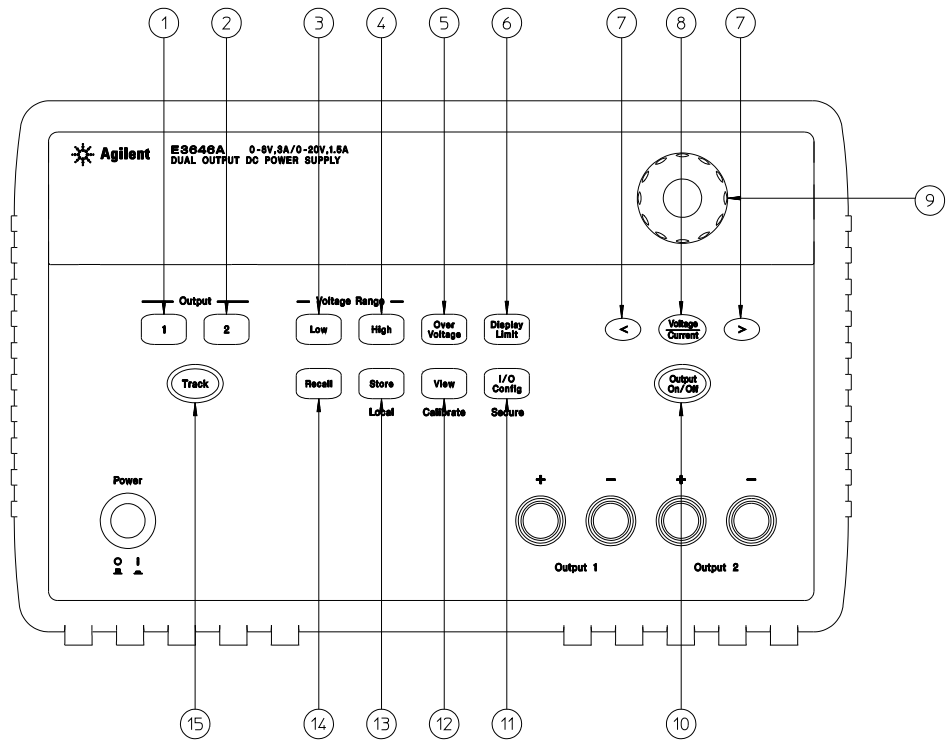 1 2 3 4 5 6 7 8 7
Agilent E3646A 0-8V,3A/0-20V,1.5A
DUAL OUTPUT DC POWER SUPPLY
9
Output Voltage Range
1 2 Low High Over Voltage Display Limit < Voltage Current >
Track Recall Store View I/O Config Output On/Off
Local Calibrate Secure
Power + - + -
Output 1 Output 2
15 14 13 12 11 10